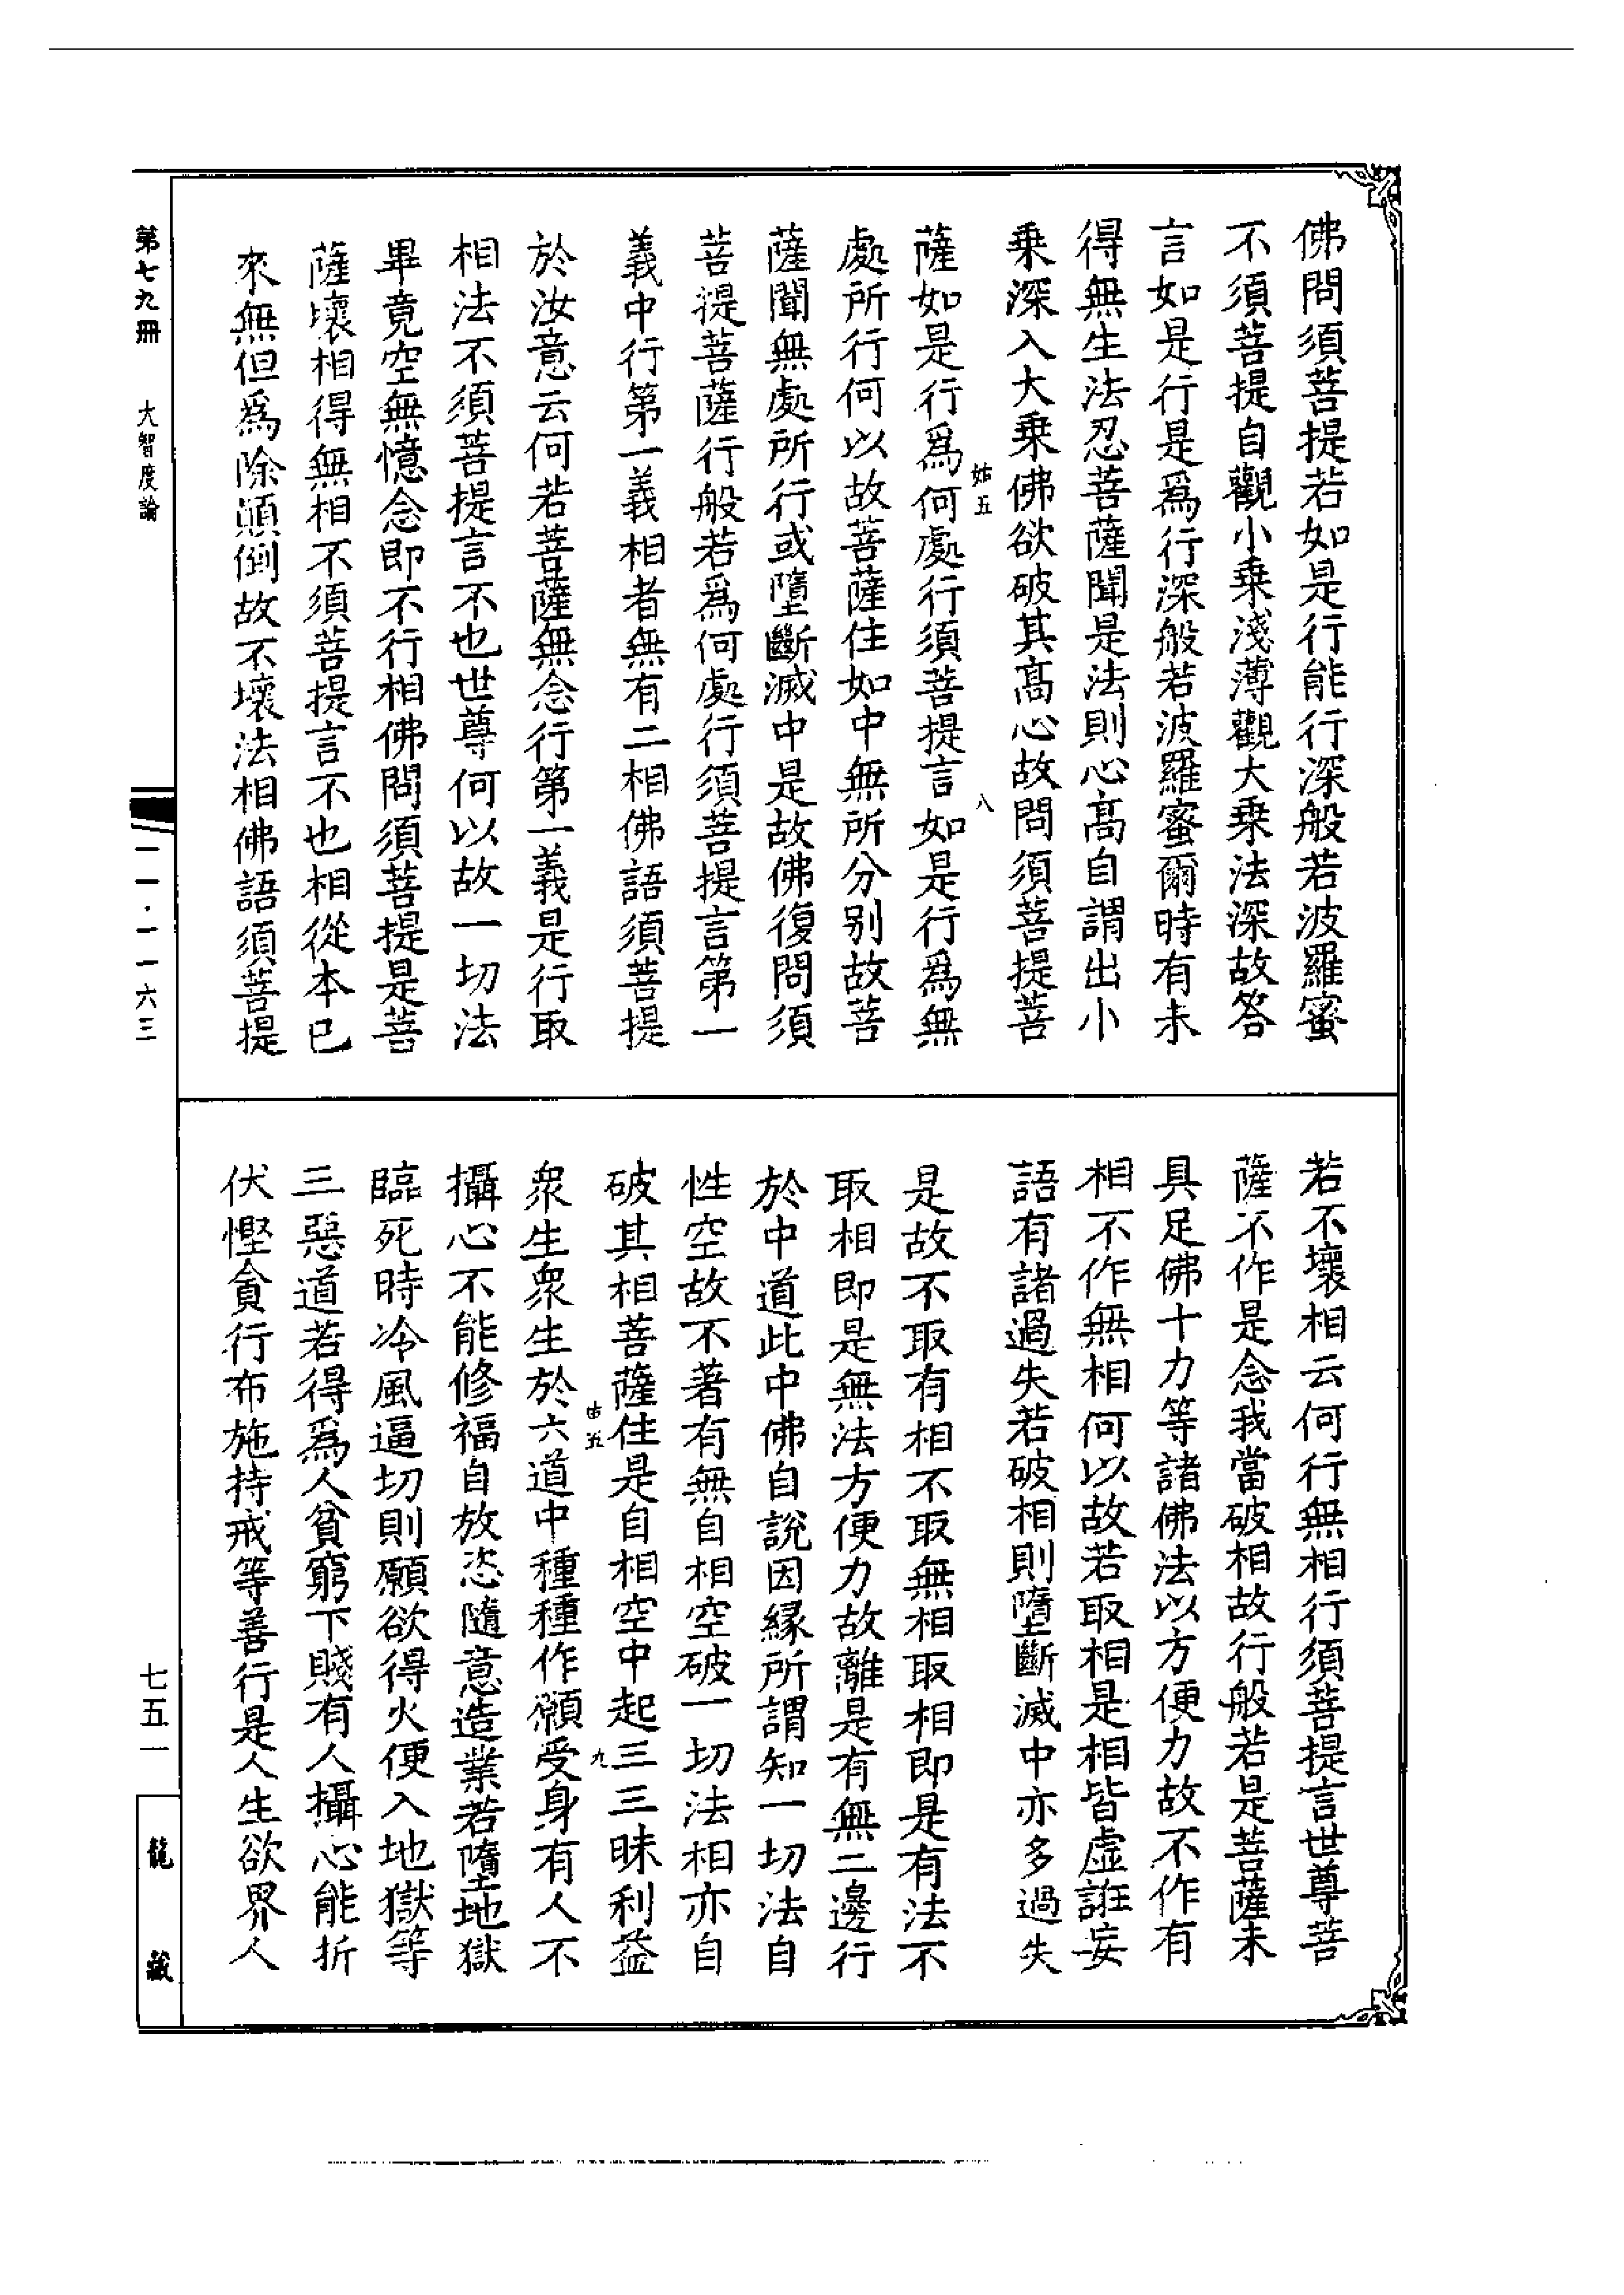 佛問須菩提若如是行能行深般若波羅蜜
不須菩提自觀小乗淺薄觀大乗法深故答
言如是行是爲行深般若波羅蜜爾時有未
得無生法忍菩薩聞是法則心髙自謂出小
乗深入大乗佛欲破其髙心故問須菩提菩
姑五
八
薩如是行爲何處行須菩提言如是行爲無
處所行何以故菩薩住如中無所分别故菩
薩聞無處所行或墮斷滅中是故佛復問須
菩提菩薩行般若爲何處行須菩提言第一
義中行第一義相者無有二相佛語須菩提
於汝意云何若菩薩無念行第一義是行取
相法不須菩提言不也世尊何以故一切法
畢竟空無憶念即不行相佛問須菩提是菩
薩壞相得無相不須菩提言不也相從本已
來無但爲除顚倒故不壞法相佛語須菩提
若不壞相云何行無相行須菩提言世尊菩
薩不作是念我當破相故行般若是菩薩未
具足佛十力等諸佛法以方便力故不作有
相不作無相何以故若取相是相皆虛誑妄
語有諸過失若破相則墮斷滅中亦多過失
是故不取有相不取無相取相即是有法不
取相即是無法方便力故離是有無二邊行
於中道此中佛自說因緣所謂知一切法自
性空故不著有無自相空破一切法相亦自
破其相菩薩住是自相空中起三三昧利益
九
衆生衆生於六道中種種作願受身有人不
攝心不能修福自放恣隨意造業若墮地獄
臨死時冷風逼切則願欲得火便入地獄等
三惡道若得爲人貧窮下賤有人攝心能折
伏慳貪行布施持戒等善行是人生欲界人
第七九冊
大智度論
一一·一一六三
七五一
龍藏